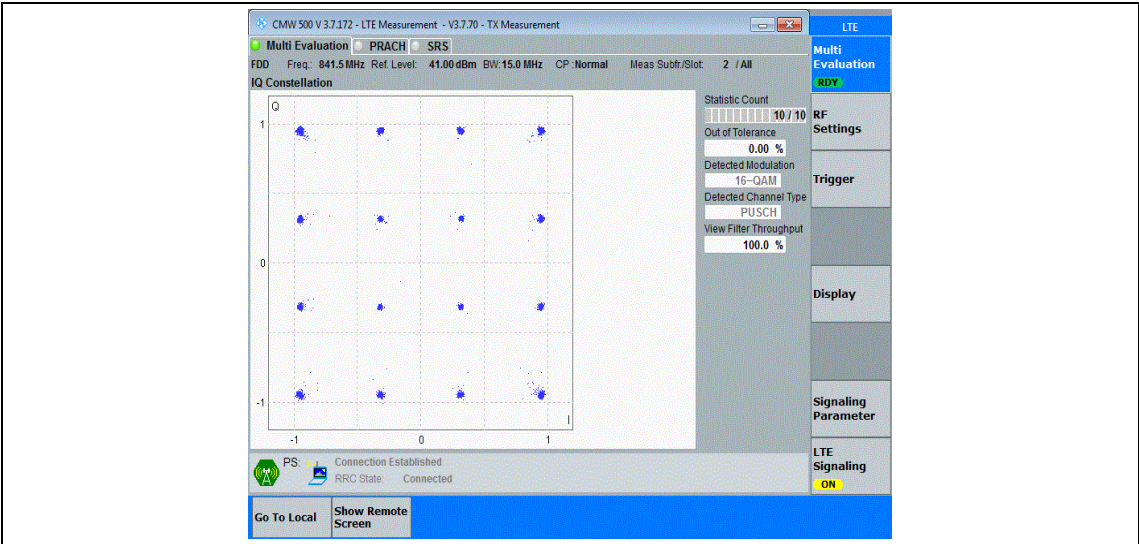 CMW 500 V 3.7.172 - LTE Measurement - V3.7.70 - TX Measurement
LTE
Multi Evaluation PRACH SRS
FDD Freq.: 841.5 MHz Ref. Level: 41.00 dBm BW: 15.0 MHz CP : Normal Meas Subfr./Slot: 2 / All
IQ Constellation
Q
1
0
-1
I
-1 0 1
Statistic Count
10 / 10
Out of Tolerance
0.00 %
Detected Modulation
16-QAM
Detected Channel Type
PUSCH
View Filter Throughput
100.0 %
Multi
Evaluation
RDY
RF
Settings
Trigger
Display
Signaling
Parameter
LTE
Signaling
ON
PS: Connection Established
RRC State: Connected
Go To Local
Show Remote
Screen